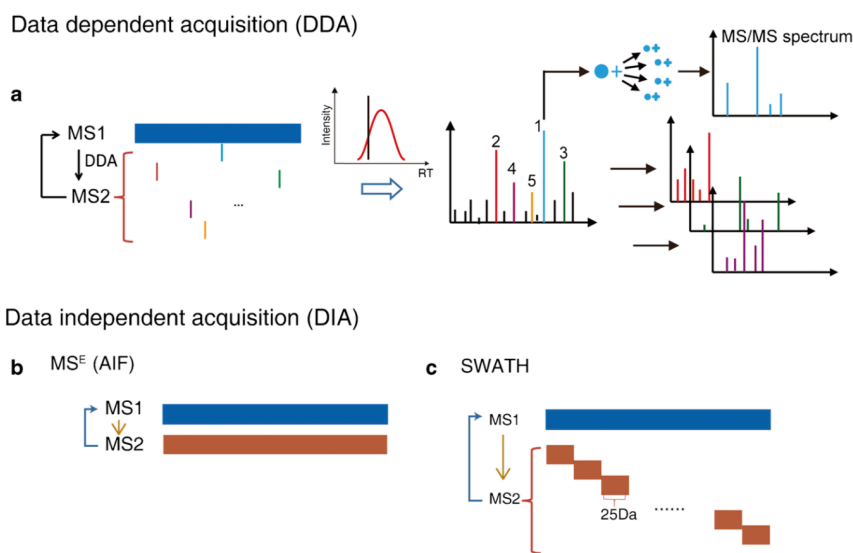 Data dependent acquisition (DDA)
a
MS1
DDA
MS2
...
Intensity
RT
2
4
5
1
3
+
+
+
+
+
MS/MS spectrum
Data independent acquisition (DIA)
b MSᴱ (AIF)
MS1
MS2
c SWATH
MS1
MS2
25Da
......